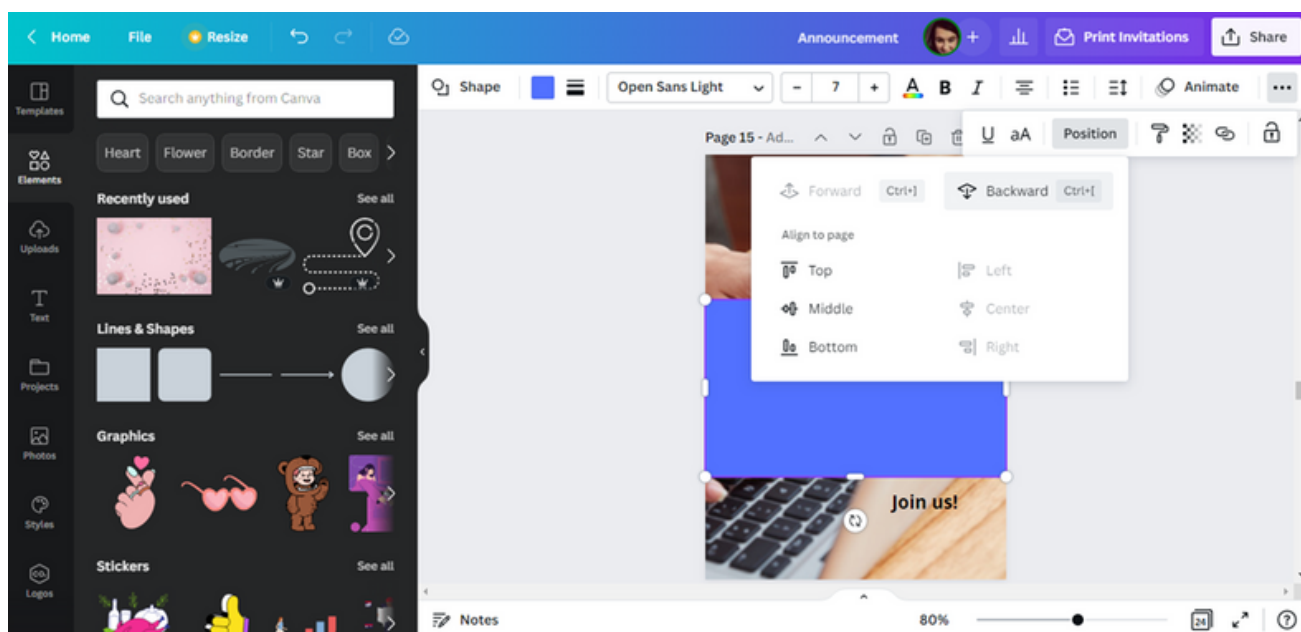 Home File Resize Announcement + Print Invitations Share
Templates
Elements
Uploads
Text
Projects
Photos
Styles
CO.
Logos
Search anything from Canva
Heart Flower Border Star Box
Recently used See all
Lines & Shapes See all
Graphics See all
Stickers See all
Shape Open Sans Light – 7 + A B I Animate ...
U aA Position
Page 15 - Ad...
Forward Ctrl+] Backward Ctrl+[
Align to page
Top Left
Middle Center
Bottom Right
Join us!
Notes 80% 24 ?